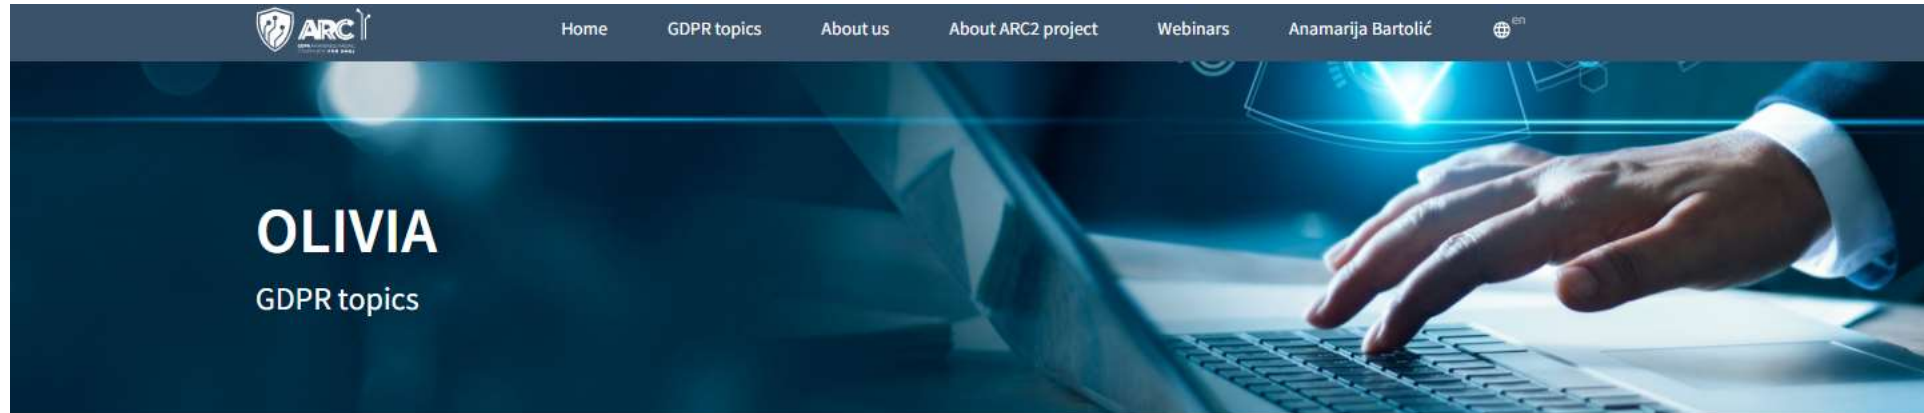 ARC
Home GDPR topics About us About ARC2 project Webinars Anamarija Bartolić en
OLIVIA
GDPR topics